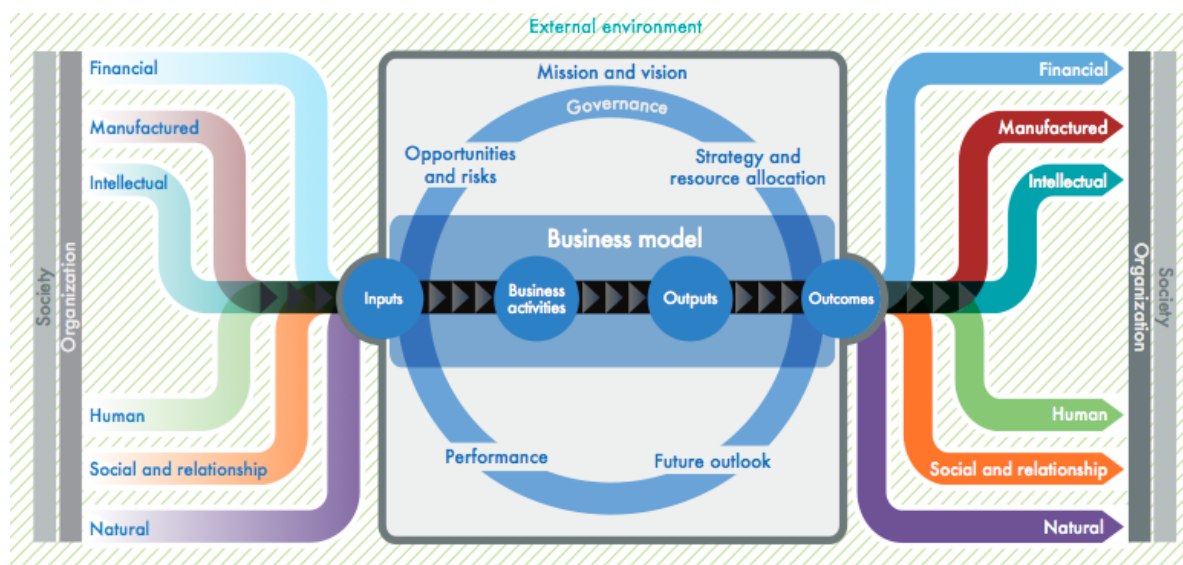 External environment
Society
Organization
Financial
Manufactured
Intellectual
Human
Social and relationship
Natural
Mission and vision
Governance
Opportunities
and risks
Strategy and
resource allocation
Business model
Inputs
Business
activities
Outputs
Outcomes
Performance
Future outlook
Financial
Manufactured
Intellectual
Human
Social and relationship
Natural
Organization
Society